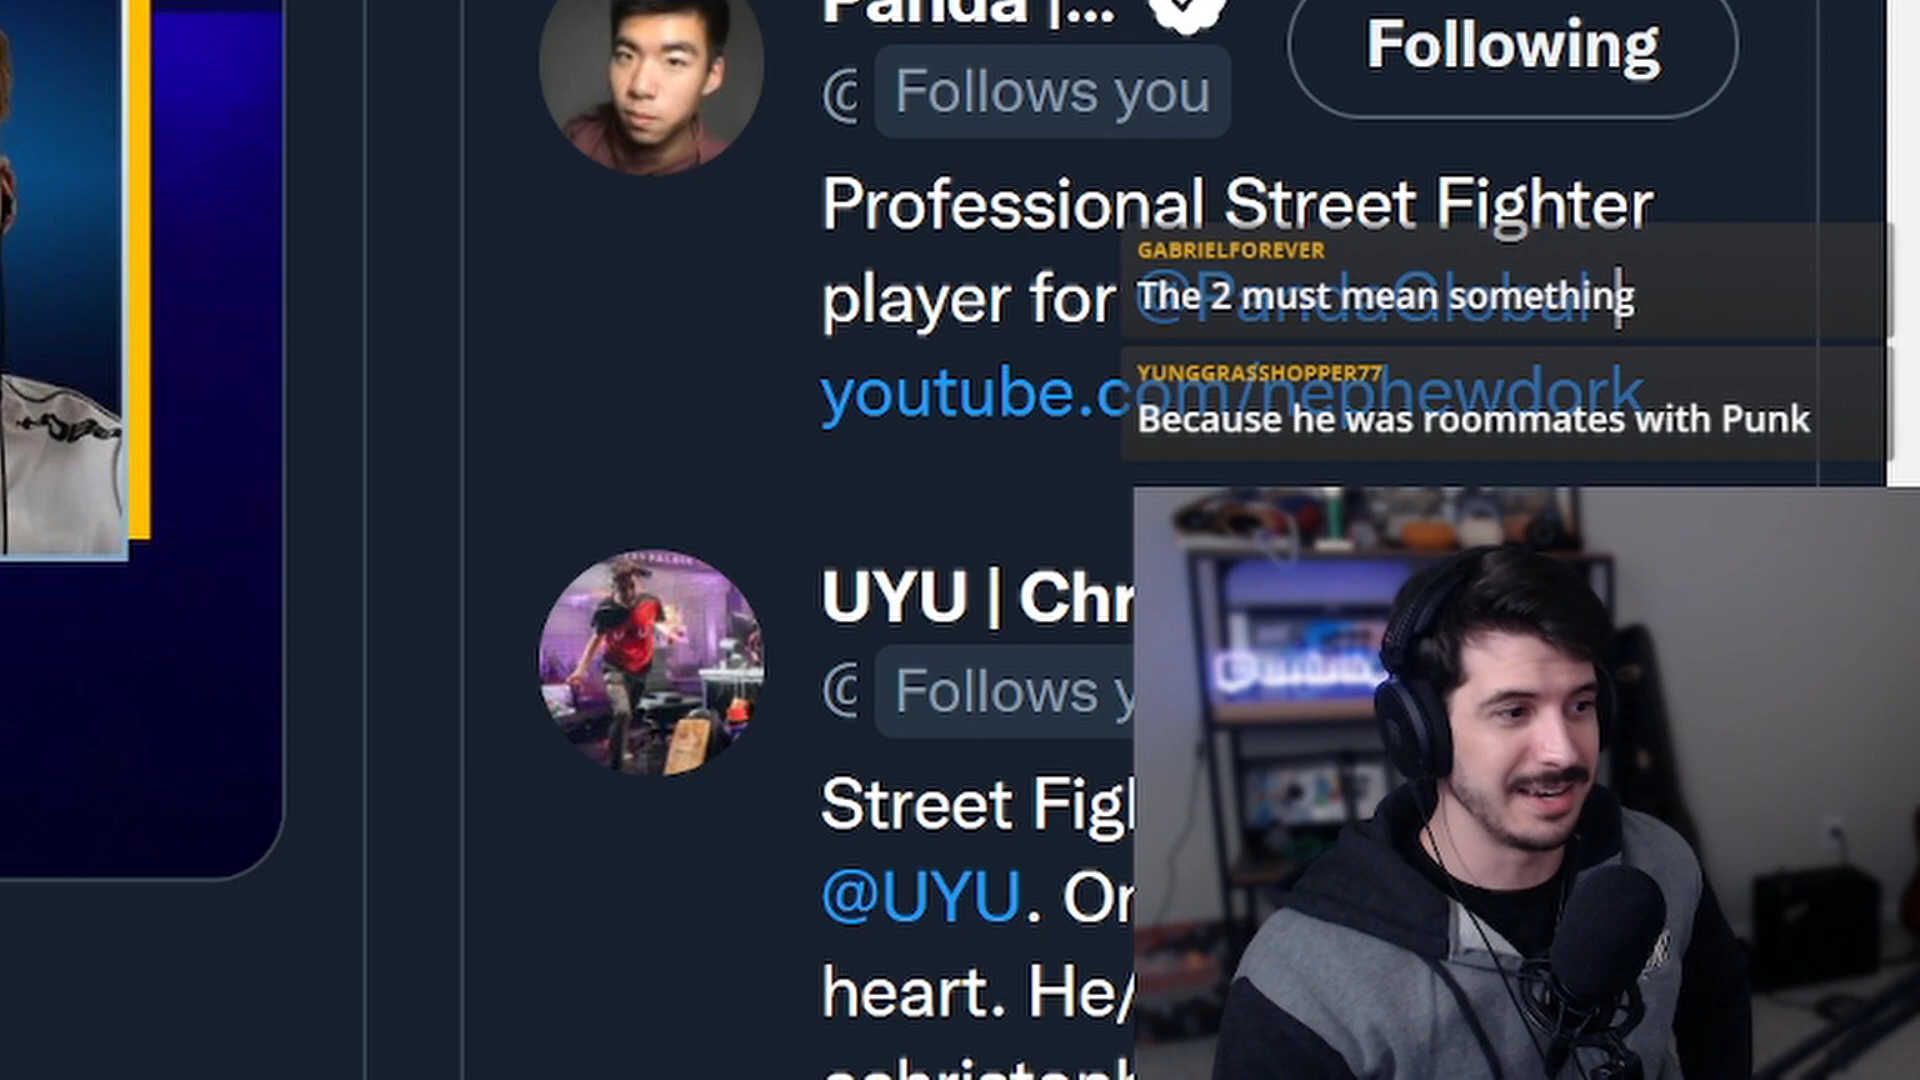 Panda |...
Following
Follows you
Professional Street Fighter
GABRIELFOREVER
player for @PandaGlobal
The 2 must mean something
YUNGGRASSHOPPER77
youtube.com/nephewdork
Because he was roommates with Punk
UYU | Chr
Follows y
Street Figh
@UYU. Or
heart. He/